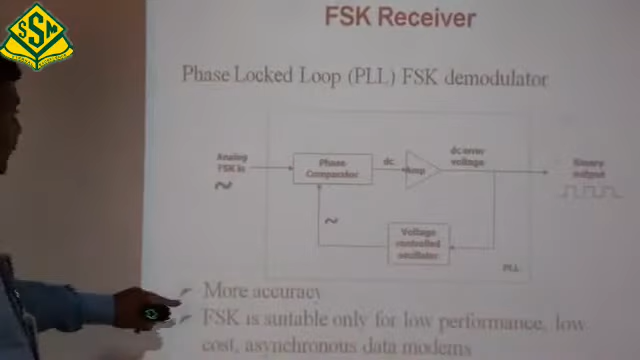 SSM
FSK Receiver
Phase Locked Loop (PLL) FSK demodulator
Analog
FSK in
Phase
Comparator
dc
Amp
dc error
voltage
Binary
output
Voltage
controlled
oscillator
PLL
More accuracy
FSK is suitable only for low performance, low
cost, asynchronous data modems